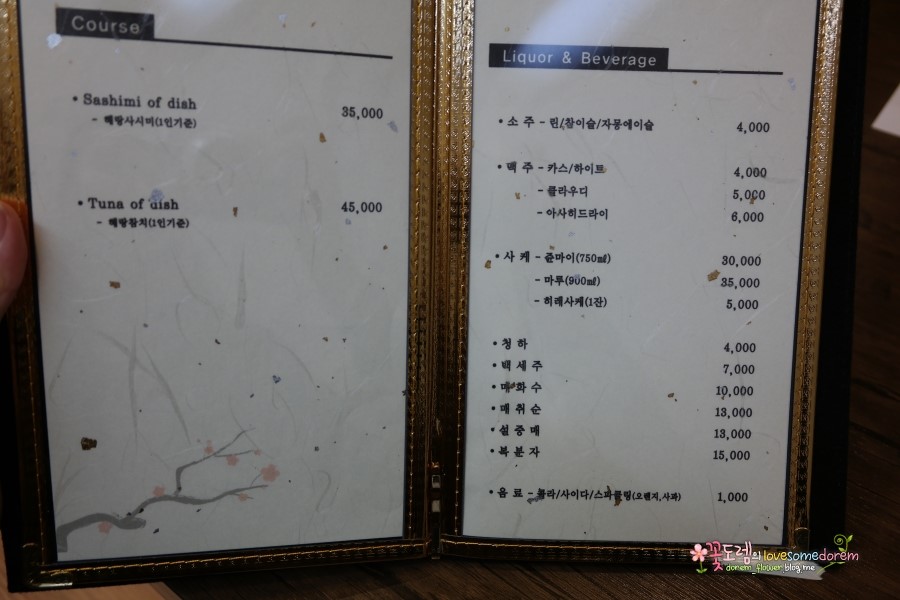 Course
• Sashimi of dish 35,000
-해랑사시미(1인기준)
• Tuna of dish 45,000
- 해랑참치(1인기준)
Liquor & Beverage
• 소 주 - 린/참이슬/자몽에이슬 4,000
• 맥 주 - 카스/하이트 4,000
- 클라우디 5,000
- 아사히드라이 6,000
• 사 케 - 준마이(750㎖) 30,000
- 마루(900㎖) 35,000
- 히레사케(1잔) 5,000
• 청 하 4,000
• 백 세 주 7,000
• 매 화 수 10,000
• 매 취 순 13,000
• 설 중 매 13,000
• 복 분 자 15,000
• 음 료 - 콜라/사이다/스파클링(오렌지,사과) 1,000
꽃도렘의 lovesomedorem
dorem_flower.blog.me